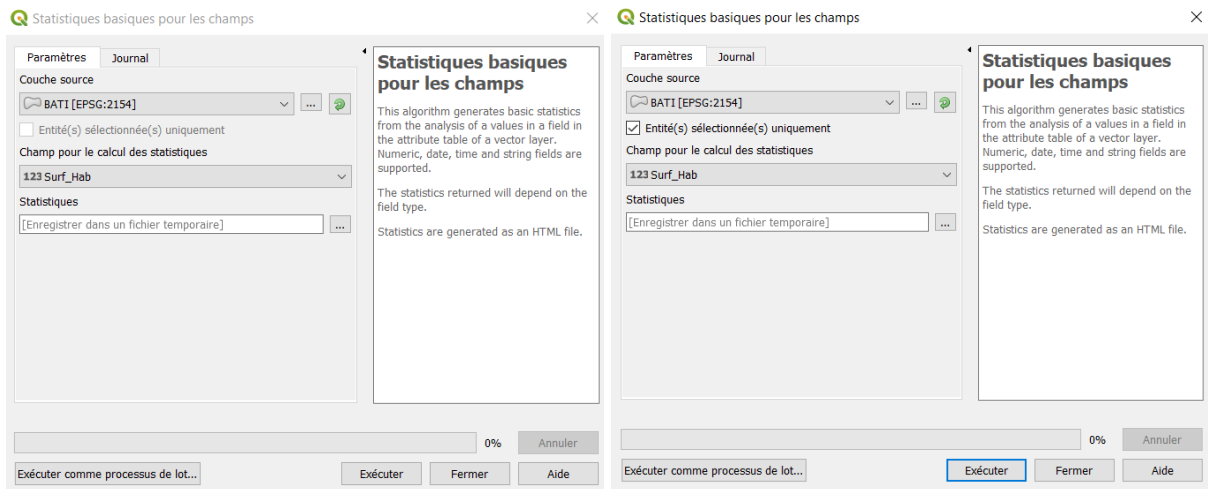 Statistiques basiques pour les champs
Paramètres
Journal
Couche source
BATI [EPSG:2154]
...
Entité(s) sélectionnée(s) uniquement
Champ pour le calcul des statistiques
123 Surf_Hab
Statistiques
[Enregistrer dans un fichier temporaire]
...
Statistiques basiques
pour les champs
This algorithm generates basic statistics
from the analysis of a values in a field in
the attribute table of a vector layer.
Numeric, date, time and string fields are
supported.
The statistics returned will depend on the
field type.
Statistics are generated as an HTML file.
0%
Annuler
Exécuter comme processus de lot...
Exécuter
Fermer
Aide
Statistiques basiques pour les champs
Paramètres
Journal
Couche source
BATI [EPSG:2154]
...
Entité(s) sélectionnée(s) uniquement
Champ pour le calcul des statistiques
123 Surf_Hab
Statistiques
[Enregistrer dans un fichier temporaire]
...
Statistiques basiques
pour les champs
This algorithm generates basic statistics
from the analysis of a values in a field in
the attribute table of a vector layer.
Numeric, date, time and string fields are
supported.
The statistics returned will depend on the
field type.
Statistics are generated as an HTML file.
0%
Annuler
Exécuter comme processus de lot...
Exécuter
Fermer
Aide